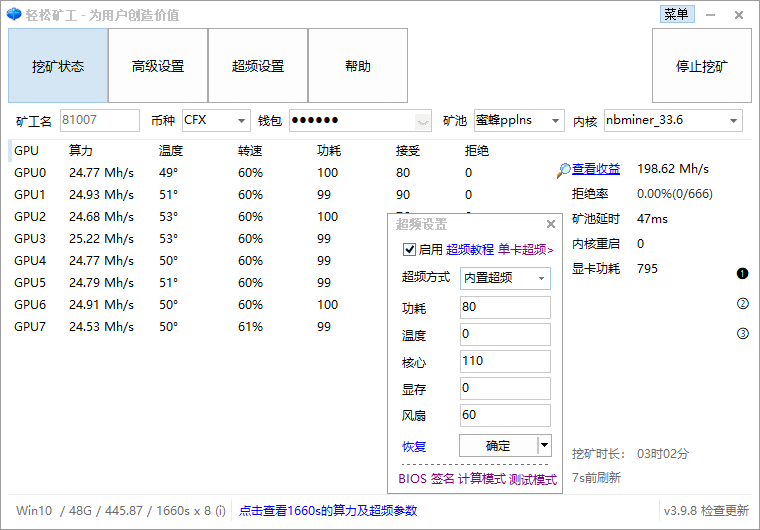 轻松矿工 - 为用户创造价值 菜单
挖矿状态 高级设置 超频设置 帮助 停止挖矿
矿工名 81007 币种 CFX 钱包 ●●●●●● 矿池 蜜蜂pplns 内核 nbminer_33.6
GPU 算力 温度 转速 功耗 接受 拒绝
GPU0 24.77 Mh/s 49° 60% 100 80 0
GPU1 24.93 Mh/s 51° 60% 99 90 0
GPU2 24.68 Mh/s 53° 60% 100
GPU3 25.22 Mh/s 53° 60% 99
GPU4 24.77 Mh/s 50° 60% 99
GPU5 24.79 Mh/s 51° 60% 99
GPU6 24.91 Mh/s 50° 60% 100
GPU7 24.53 Mh/s 50° 61% 99
查看收益 198.62 Mh/s
拒绝率 0.00%(0/666)
矿池延时 47ms
内核重启 0
显卡功耗 795
❶
②
③
超频设置
启用 超频教程 单卡超频>
超频方式 内置超频
功耗 80
温度 0
核心 110
显存 0
风扇 60
恢复 确定
BIOS 签名 计算模式 测试模式
挖矿时长: 03时02分
7s前刷新
Win10 / 48G / 445.87 / 1660s x 8 (i) 点击查看1660s的算力及超频参数 v3.9.8 检查更新